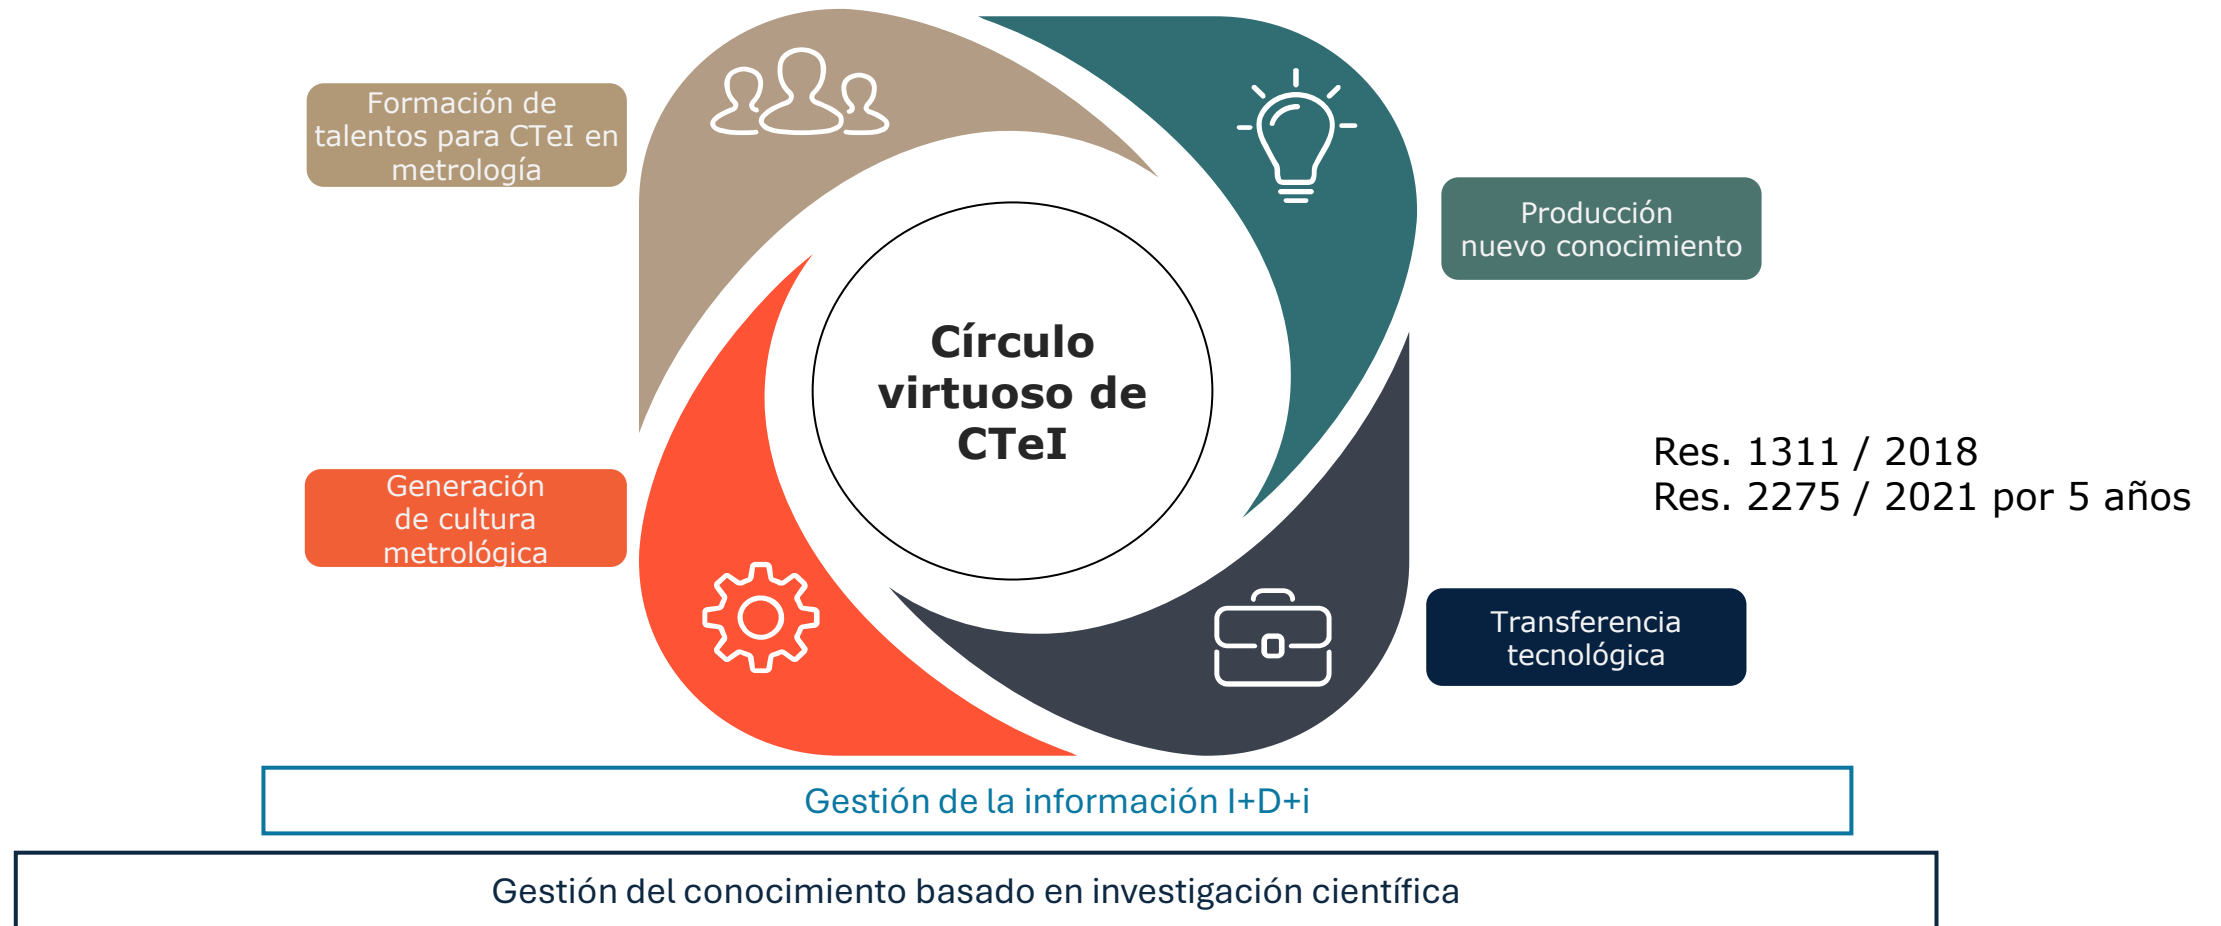 Formación de
talentos para CTeI en
metrología
Producción
nuevo conocimiento
Círculo
virtuoso de
CTeI
Res. 1311 / 2018
Res. 2275 / 2021 por 5 años
Generación
de cultura
metrológica
Transferencia
tecnológica
Gestión de la información I+D+i
Gestión del conocimiento basado en investigación científica